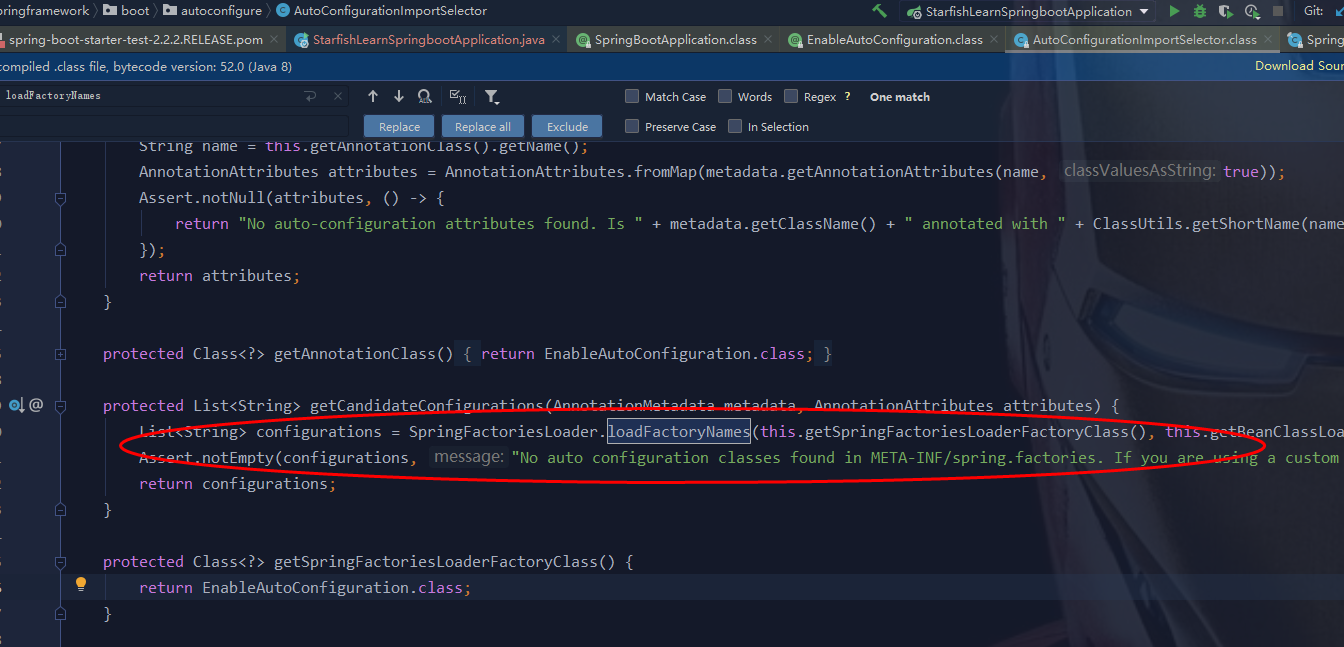 boot autoconfigure AutoConfigurationImportSelector StarfishLearnSpringbootApplication Git:
spring-boot-starter-test-2.2.2.RELEASE.pom StarfishLearnSpringbootApplication.java SpringBootApplication.class EnableAutoConfiguration.class AutoConfigurationImportSelector.class Spring
.class file, bytecode version: 52.0 (Java 8) Download Sour
loadFactoryNames Match Case Words Regex ? One match
Replace Replace all Exclude Preserve Case In Selection
String name = this.getAnnotationClass().getName();
AnnotationAttributes attributes = AnnotationAttributes.fromMap(metadata.getAnnotationAttributes(name, classValuesAsString: true));
Assert.notNull(attributes, () -> {
return "No auto-configuration attributes found. Is " + metadata.getClassName() + " annotated with " + ClassUtils.getShortName(name
});
return attributes;
}
protected Class<?> getAnnotationClass() { return EnableAutoConfiguration.class; }
protected List<String> getCandidateConfigurations(AnnotationMetadata metadata, AnnotationAttributes attributes) {
List<String> configurations = SpringFactoriesLoader.loadFactoryNames(this.getSpringFactoriesLoaderFactoryClass(), this.getBeanClassLoa
Assert.notEmpty(configurations, message: "No auto configuration classes found in META-INF/spring.factories. If you are using a custom
return configurations;
}
protected Class<?> getSpringFactoriesLoaderFactoryClass() {
return EnableAutoConfiguration.class;
}